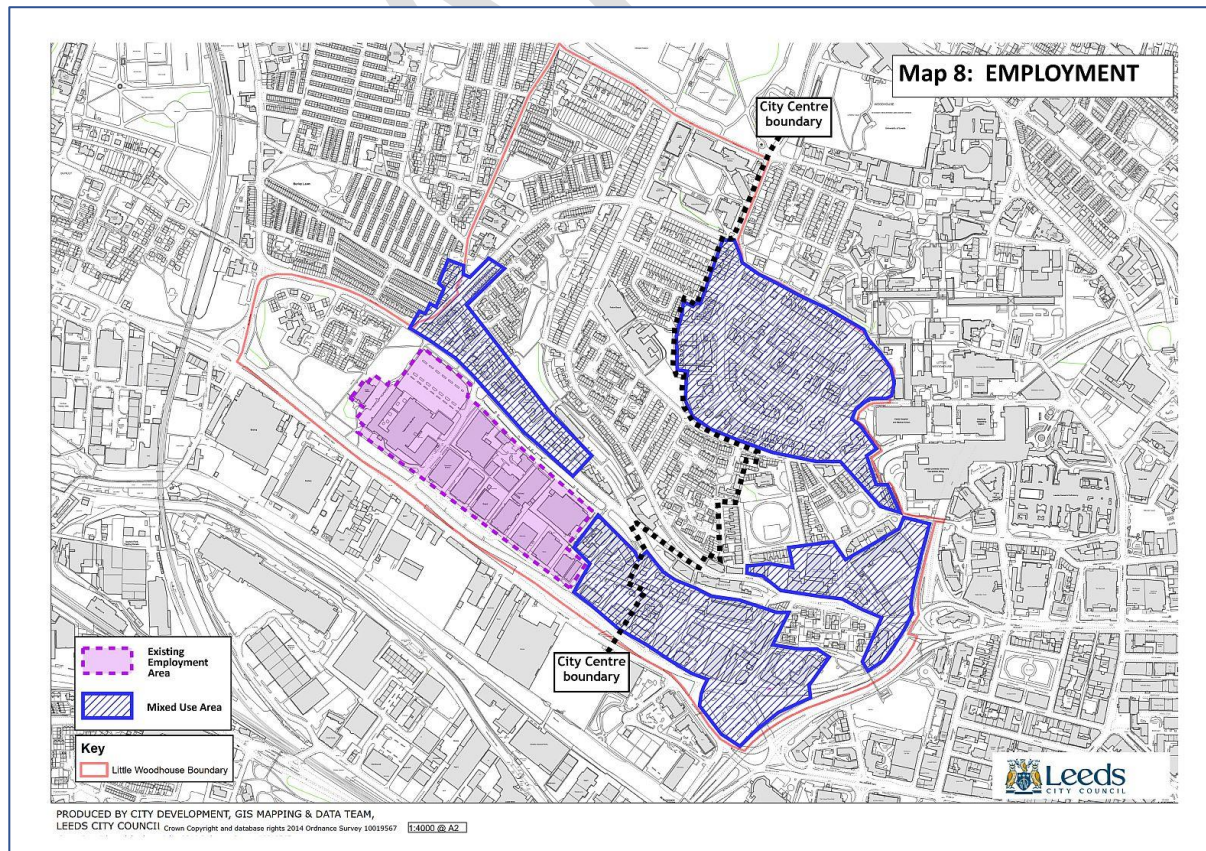 Map 8: EMPLOYMENT
City Centre
boundary
City Centre
boundary
Existing
Employment
Area
Mixed Use Area
Key
Little Woodhouse Boundary
Leeds
CITY COUNCIL
PRODUCED BY CITY DEVELOPMENT, GIS MAPPING & DATA TEAM,
LEEDS CITY COUNCIL Crown Copyright and database rights 2014 Ordnance Survey 10019567 1:4000 @ A2